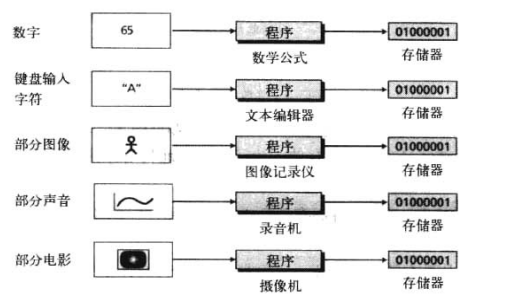 数字
65
程序
01000001
数学公式
存储器
键盘输入
字符
"A"
程序
01000001
文本编辑器
存储器
部分图像
程序
01000001
图像记录仪
存储器
部分声音
程序
01000001
录音机
存储器
部分电影
程序
01000001
摄像机
存储器